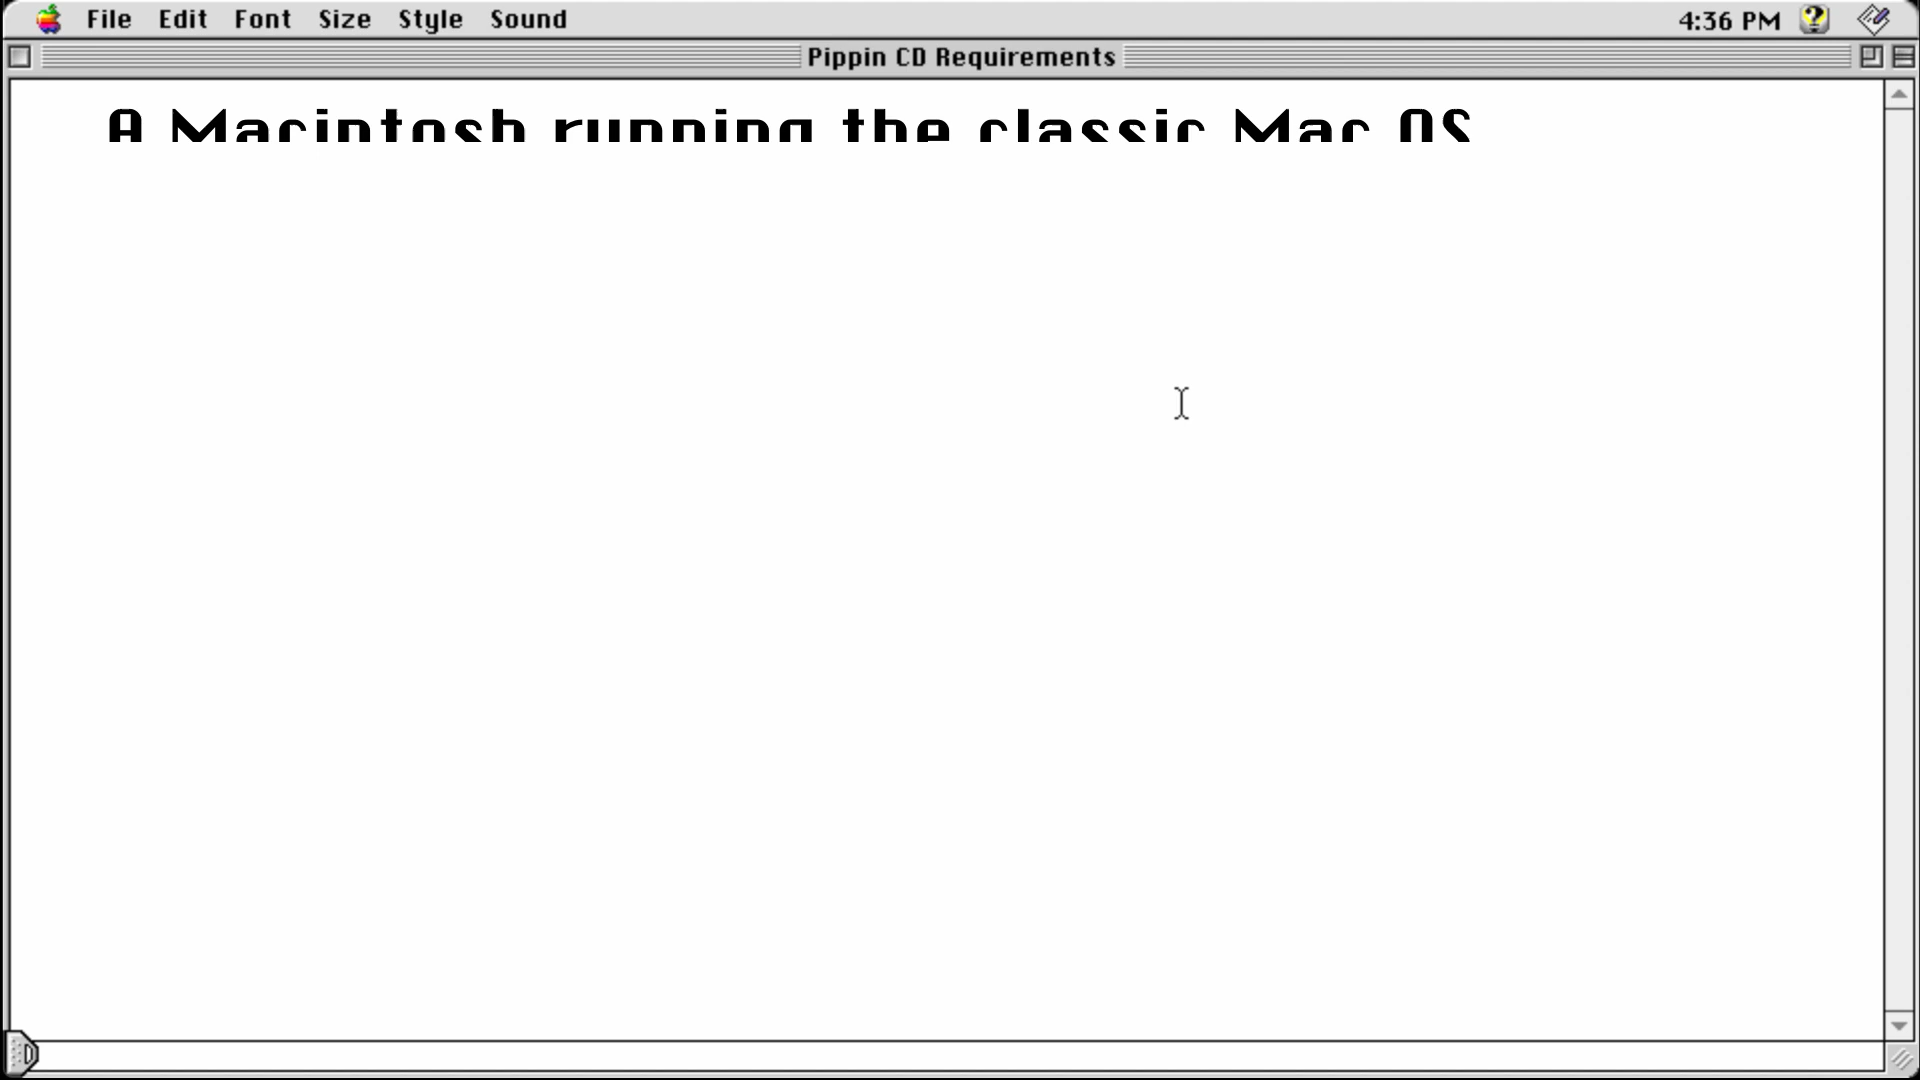 File Edit Font Size Style Sound 4:36 PM
Pippin CD Requirements
A Macintosh running the classic Mac OS